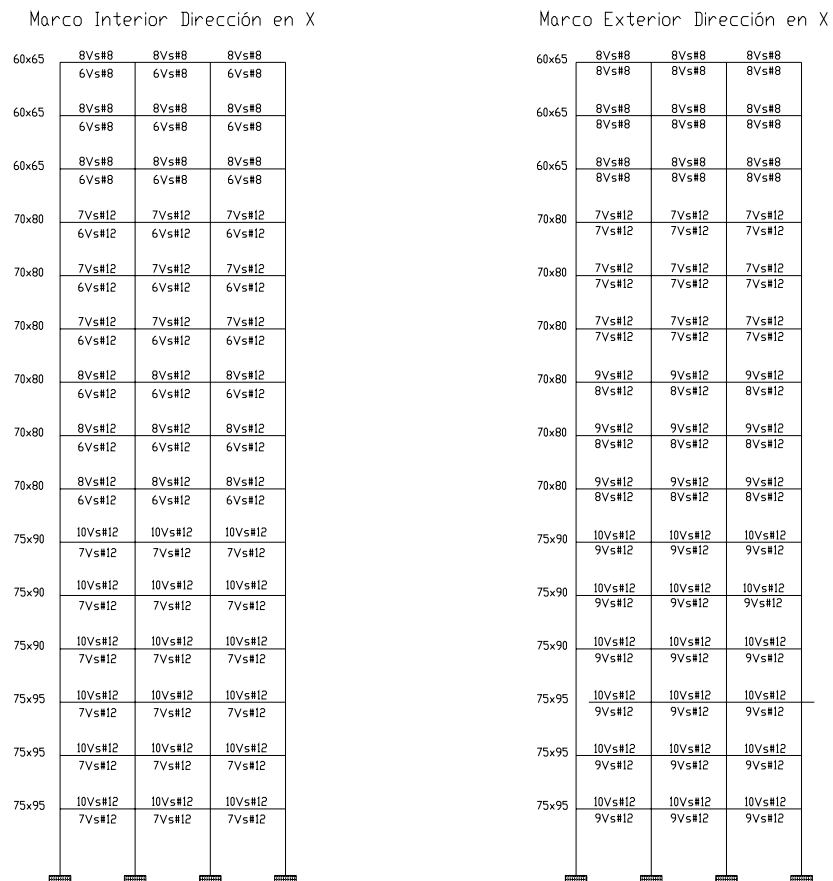 Marco Interior Dirección en X
60x65 8Vs#8 8Vs#8 8Vs#8
6Vs#8 6Vs#8 6Vs#8
60x65 8Vs#8 8Vs#8 8Vs#8
6Vs#8 6Vs#8 6Vs#8
60x65 8Vs#8 8Vs#8 8Vs#8
6Vs#8 6Vs#8 6Vs#8
70x80 7Vs#12 7Vs#12 7Vs#12
6Vs#12 6Vs#12 6Vs#12
70x80 7Vs#12 7Vs#12 7Vs#12
6Vs#12 6Vs#12 6Vs#12
70x80 7Vs#12 7Vs#12 7Vs#12
6Vs#12 6Vs#12 6Vs#12
70x80 8Vs#12 8Vs#12 8Vs#12
6Vs#12 6Vs#12 6Vs#12
70x80 8Vs#12 8Vs#12 8Vs#12
6Vs#12 6Vs#12 6Vs#12
70x80 8Vs#12 8Vs#12 8Vs#12
6Vs#12 6Vs#12 6Vs#12
75x90 10Vs#12 10Vs#12 10Vs#12
7Vs#12 7Vs#12 7Vs#12
75x90 10Vs#12 10Vs#12 10Vs#12
7Vs#12 7Vs#12 7Vs#12
75x90 10Vs#12 10Vs#12 10Vs#12
7Vs#12 7Vs#12 7Vs#12
75x95 10Vs#12 10Vs#12 10Vs#12
7Vs#12 7Vs#12 7Vs#12
75x95 10Vs#12 10Vs#12 10Vs#12
7Vs#12 7Vs#12 7Vs#12
75x95 10Vs#12 10Vs#12 10Vs#12
7Vs#12 7Vs#12 7Vs#12
Marco Exterior Dirección en X
60x65 8Vs#8 8Vs#8 8Vs#8
8Vs#8 8Vs#8 8Vs#8
60x65 8Vs#8 8Vs#8 8Vs#8
8Vs#8 8Vs#8 8Vs#8
60x65 8Vs#8 8Vs#8 8Vs#8
8Vs#8 8Vs#8 8Vs#8
70x80 7Vs#12 7Vs#12 7Vs#12
7Vs#12 7Vs#12 7Vs#12
70x80 7Vs#12 7Vs#12 7Vs#12
7Vs#12 7Vs#12 7Vs#12
70x80 7Vs#12 7Vs#12 7Vs#12
7Vs#12 7Vs#12 7Vs#12
70x80 9Vs#12 9Vs#12 9Vs#12
8Vs#12 8Vs#12 8Vs#12
70x80 9Vs#12 9Vs#12 9Vs#12
8Vs#12 8Vs#12 8Vs#12
70x80 9Vs#12 9Vs#12 9Vs#12
8Vs#12 8Vs#12 8Vs#12
75x90 10Vs#12 10Vs#12 10Vs#12
9Vs#12 9Vs#12 9Vs#12
75x90 10Vs#12 10Vs#12 10Vs#12
9Vs#12 9Vs#12 9Vs#12
75x90 10Vs#12 10Vs#12 10Vs#12
9Vs#12 9Vs#12 9Vs#12
75x95 10Vs#12 10Vs#12 10Vs#12
9Vs#12 9Vs#12 9Vs#12
75x95 10Vs#12 10Vs#12 10Vs#12
9Vs#12 9Vs#12 9Vs#12
75x95 10Vs#12 10Vs#12 10Vs#12
9Vs#12 9Vs#12 9Vs#12